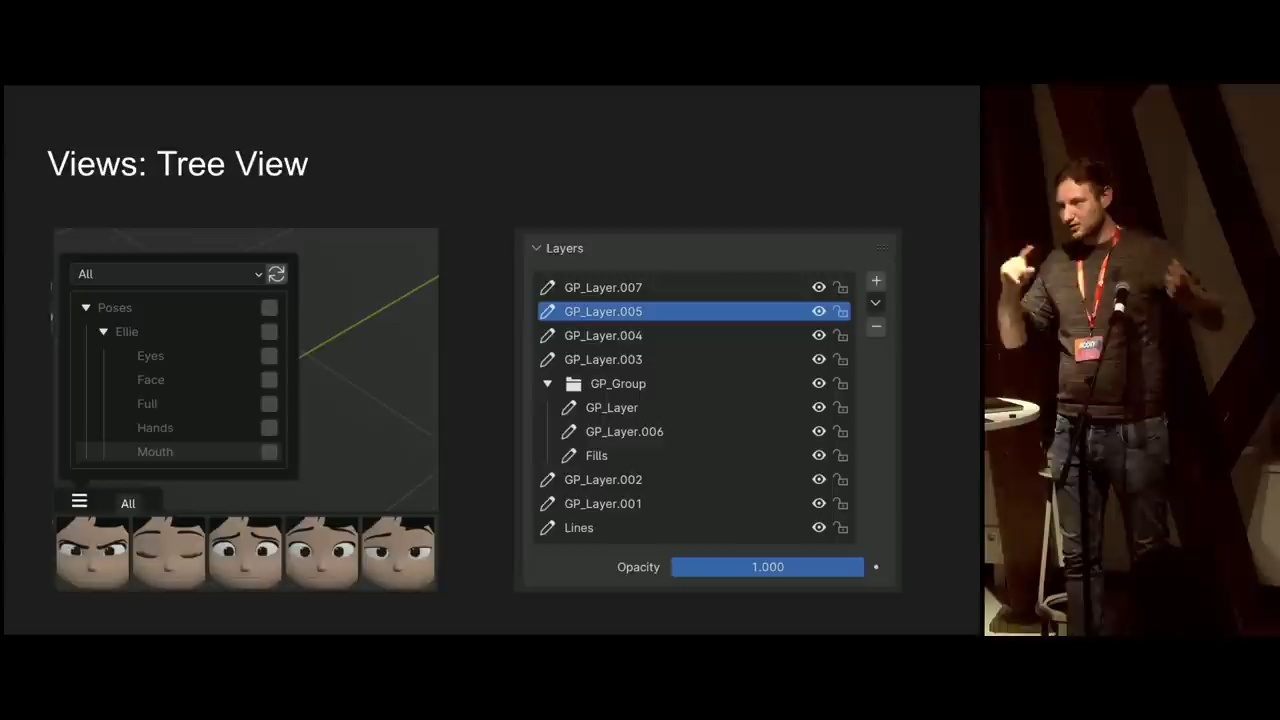 Views: Tree View
All
Poses
Ellie
Eyes
Face
Full
Hands
Mouth
All
Layers
GP_Layer.007
GP_Layer.005
GP_Layer.004
GP_Layer.003
GP_Group
GP_Layer
GP_Layer.006
Fills
GP_Layer.002
GP_Layer.001
Lines
Opacity 1.000